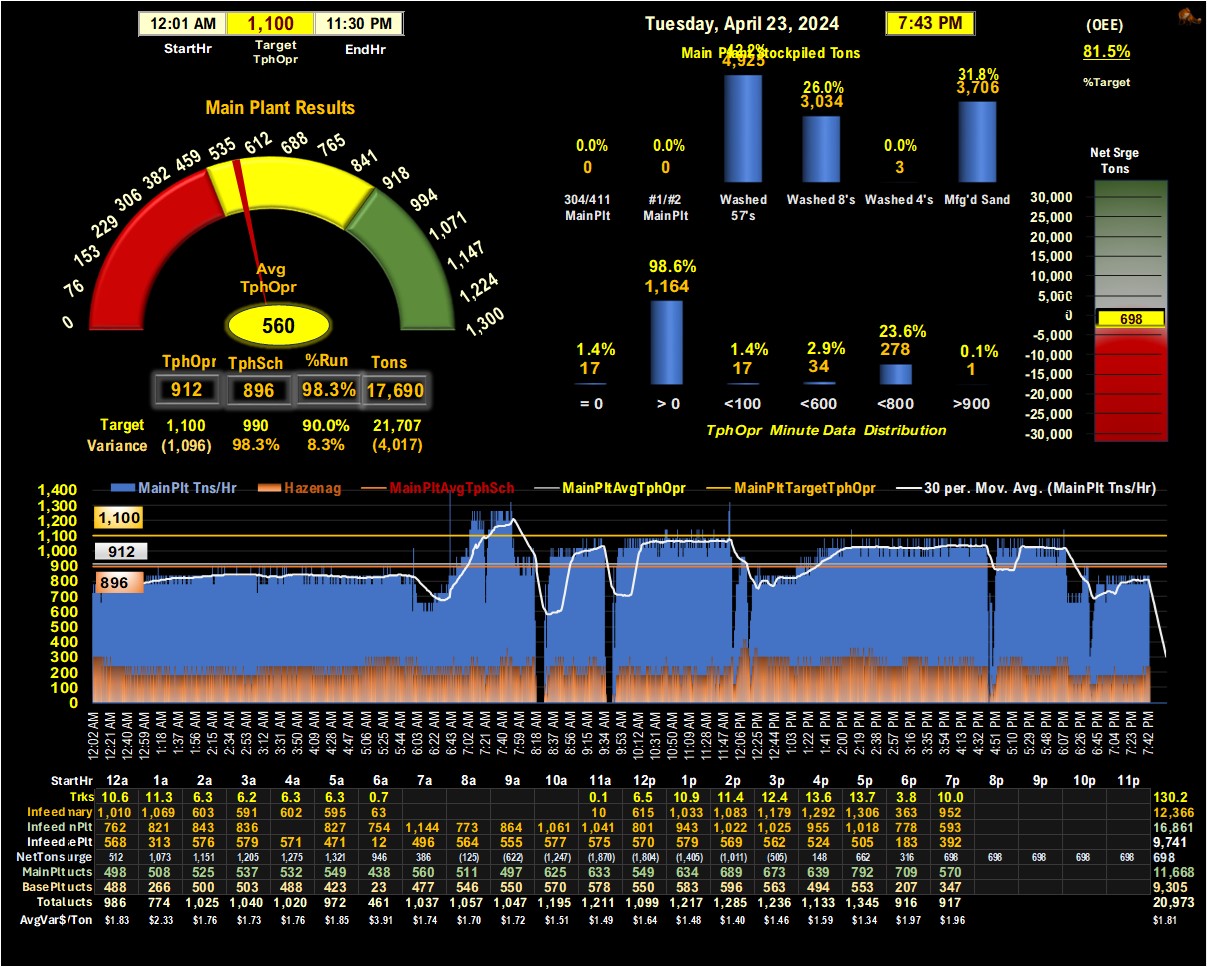 12:01 AM 1,100 11:30 PM
StartHr Target TphOpr EndHr
Tuesday, April 23, 2024 7:43 PM
(OEE)
81.5%
%Target
Main Plant Stockpiled Tons
42.2% 26.0% 31.8%
4,925 3,034 3,706
0.0% 0.0% 0.0%
0 0 3
304/411 MainPlt #1/#2 MainPlt Washed 57's Washed 8's Washed 4's Mfg'd Sand
Main Plant Results
0 76 153 229 306 382 459 535 612 688 765 841 918 994 1,071 1,147 1,224 1,300
Avg
TphOpr
560
TphOpr TphSch %Run Tons
912 896 98.3% 17,690
Target 1,100 990 90.0% 21,707
Variance (1,096) 98.3% 8.3% (4,017)
1.4% 98.6% 1.4% 2.9% 23.6% 0.1%
17 1,164 17 34 278 1
= 0 > 0 <100 <600 <800 >900
TphOpr Minute Data Distribution
Net Srge
Tons
30,000
25,000
20,000
15,000
10,000
5,000
0
698
-5,000
-10,000
-15,000
-20,000
-25,000
-30,000
MainPlt Tns/Hr Hazenag MainPltAvgTphSch MainPltAvgTphOpr MainPltTargetTphOpr 30 per. Mov. Avg. (MainPlt Tns/Hr)
1,400
1,300
1,200
1,100
1,000
900
800
700
600
500
400
300
200
100
0
1,100
912
896
12:02 AM 12:21 AM 12:40 AM 12:59 AM 1:18 AM 1:37 AM 1:56 AM 2:15 AM 2:34 AM 2:53 AM 3:12 AM 3:31 AM 3:50 AM 4:09 AM 4:28 AM 4:47 AM 5:06 AM 5:25 AM 5:44 AM 6:03 AM 6:22 AM 6:43 AM 7:02 AM 7:21 AM 7:40 AM 7:59 AM 8:18 AM 8:37 AM 8:56 AM 9:15 AM 9:34 AM 9:53 AM 10:12 AM 10:31 AM 10:50 AM 11:09 AM 11:28 AM 11:47 AM 12:06 PM 12:25 PM 12:44 PM 1:03 PM 1:22 PM 1:41 PM 2:00 PM 2:19 PM 2:38 PM 2:57 PM 3:16 PM 3:35 PM 3:54 PM 4:13 PM 4:32 PM 4:51 PM 5:10 PM 5:29 PM 5:48 PM 6:07 PM 6:26 PM 6:45 PM 7:04 PM 7:23 PM 7:42 PM
StartHr 12a 1a 2a 3a 4a 5a 6a 7a 8a 9a 10a 11a 12p 1p 2p 3p 4p 5p 6p 7p 8p 9p 10p 11p
Trks 10.6 11.3 6.3 6.2 6.3 6.3 0.7 0.1 6.5 10.9 11.4 12.4 13.6 13.7 3.8 10.0 130.2
Infeed mary 1,010 1,069 603 591 602 595 63 10 615 1,033 1,083 1,179 1,292 1,306 363 952 12,366
Infeed nPlt 762 821 843 836 827 754 1,144 773 864 1,061 1,041 801 943 1,022 1,025 955 1,018 778 593 16,861
Infeed ePlt 568 313 576 579 571 471 12 496 564 555 577 575 570 579 569 562 524 505 183 392 9,741
NetTons urge 512 1,073 1,151 1,205 1,275 1,321 946 386 (125) (622) (1,247) (1,870) (1,804) (1,405) (1,011) (505) 148 662 316 698 698 698 698 698 698
MainPlt ucts 498 508 525 537 532 549 438 560 511 497 625 633 549 634 689 673 639 792 709 570 11,668
BasePlt ucts 488 266 500 503 488 423 23 477 546 550 570 578 550 583 596 563 494 553 207 347 9,305
Total ucts 986 774 1,025 1,040 1,020 972 461 1,037 1,057 1,047 1,195 1,211 1,099 1,217 1,285 1,236 1,133 1,345 916 917 20,973
AvgVar$/Ton $1.83 $2.33 $1.76 $1.73 $1.76 $1.85 $3.91 $1.74 $1.70 $1.72 $1.51 $1.49 $1.64 $1.48 $1.40 $1.46 $1.59 $1.34 $1.97 $1.96 $1.81